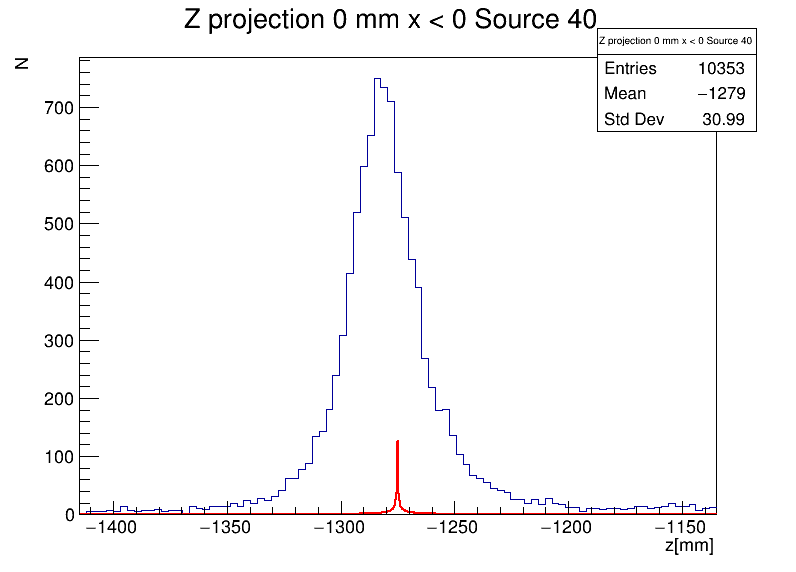 Z projection 0 mm x < 0 Source 40
Z projection 0 mm x < 0 Source 40
Entries 10353
Mean −1279
Std Dev 30.99
N
700
600
500
400
300
200
100
0
−1400 −1350 −1300 −1250 −1200 −1150
z[mm]